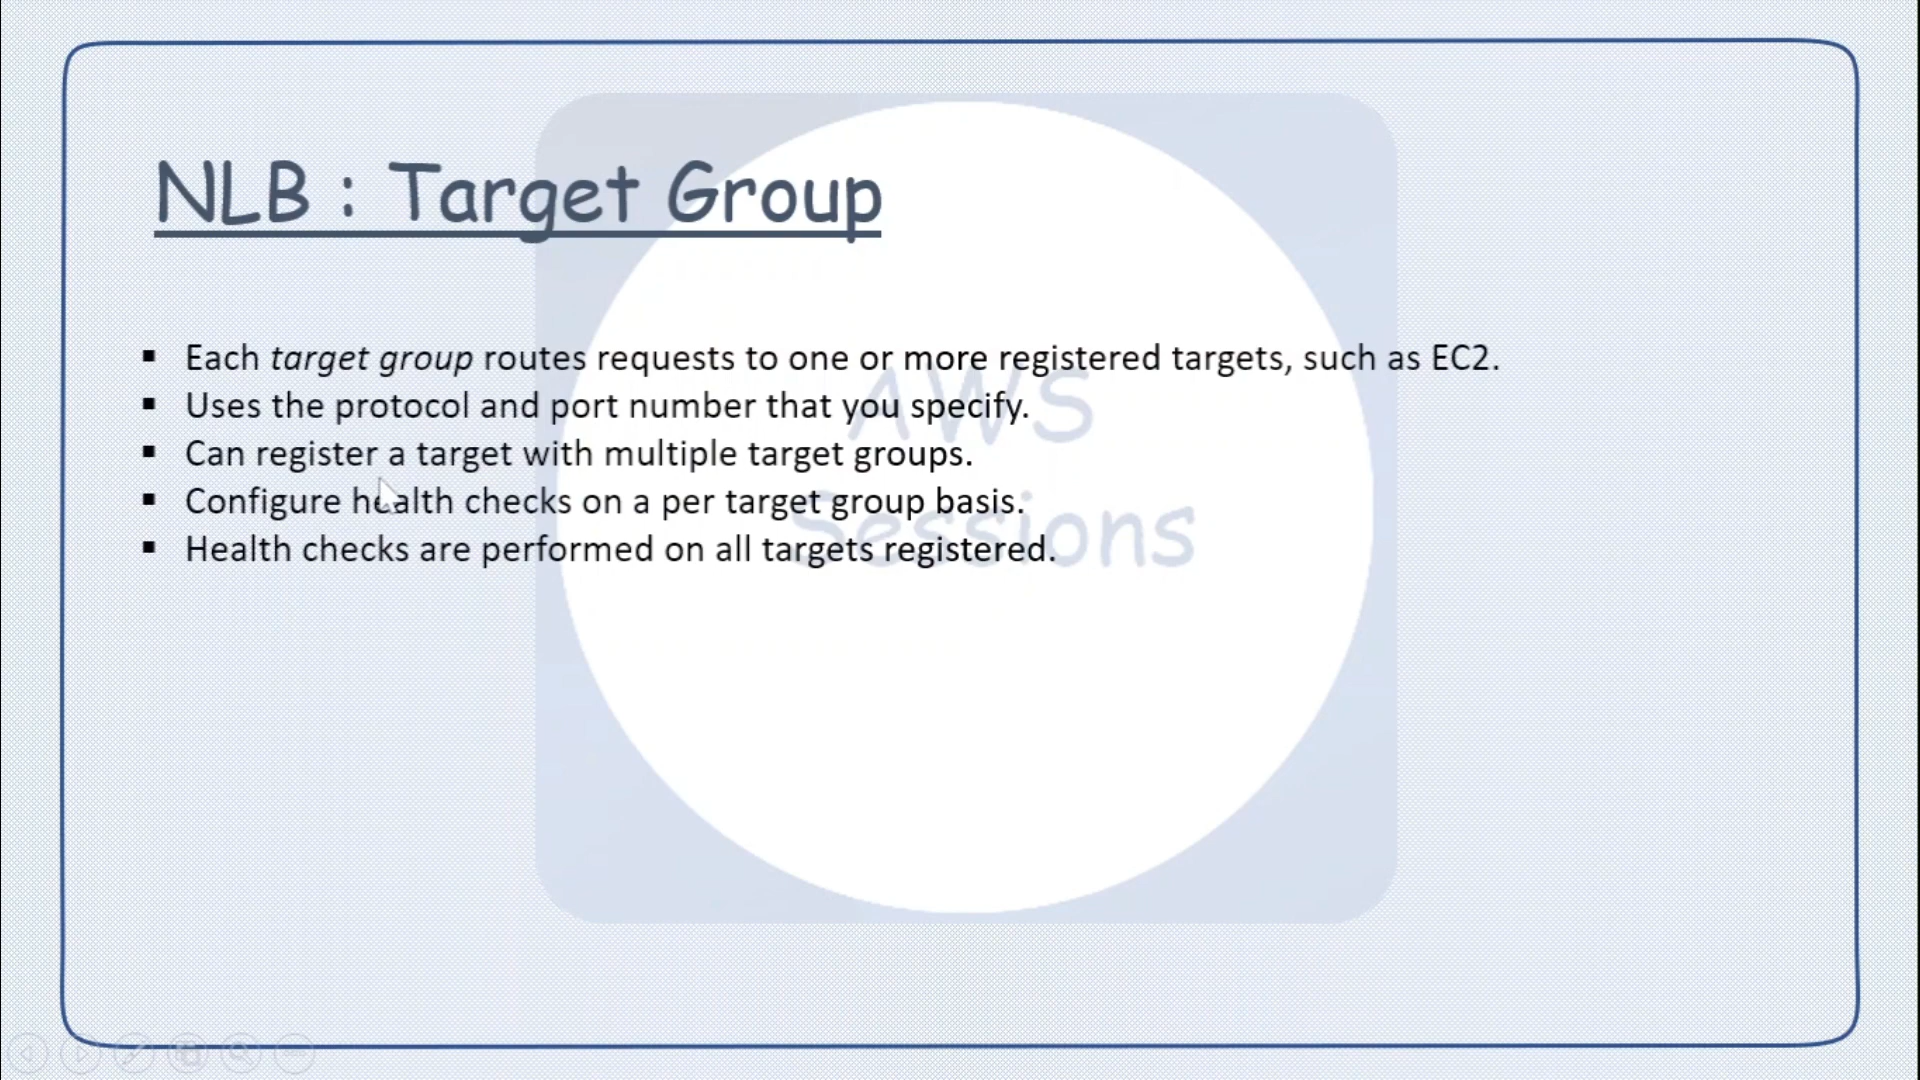 NLB : Target Group
▪ Each target group routes requests to one or more registered targets, such as EC2.
▪ Uses the protocol and port number that you specify.
▪ Can register a target with multiple target groups.
▪ Configure health checks on a per target group basis.
▪ Health checks are performed on all targets registered.
AWS
Sessions